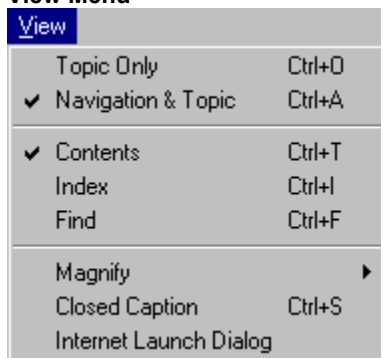 View Menu
View
Topic Only Ctrl+O
Navigation & Topic Ctrl+A
Contents Ctrl+T
Index Ctrl+I
Find Ctrl+F
Magnify
Closed Caption Ctrl+S
Internet Launch Dialog